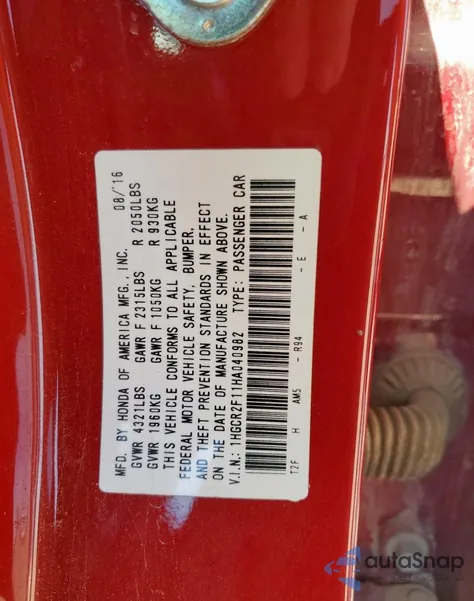 MFD. BY HONDA OF AMERICA MFG., INC. 08/'16
GVWR 4321LBS GAWR F 2315LBS R 2050LBS
GVWR 1960KG GAWR F 1050KG R 930KG
THIS VEHICLE CONFORMS TO ALL APPLICABLE
FEDERAL MOTOR VEHICLE SAFETY, BUMPER,
AND THEFT PREVENTION STANDARDS IN EFFECT
ON THE DATE OF MANUFACTURE SHOWN ABOVE.
V.I.N.: 1HGCR2F11HA040982 TYPE: PASSENGER CAR
T2F H AM5 - R94 - E - A
autoSnap